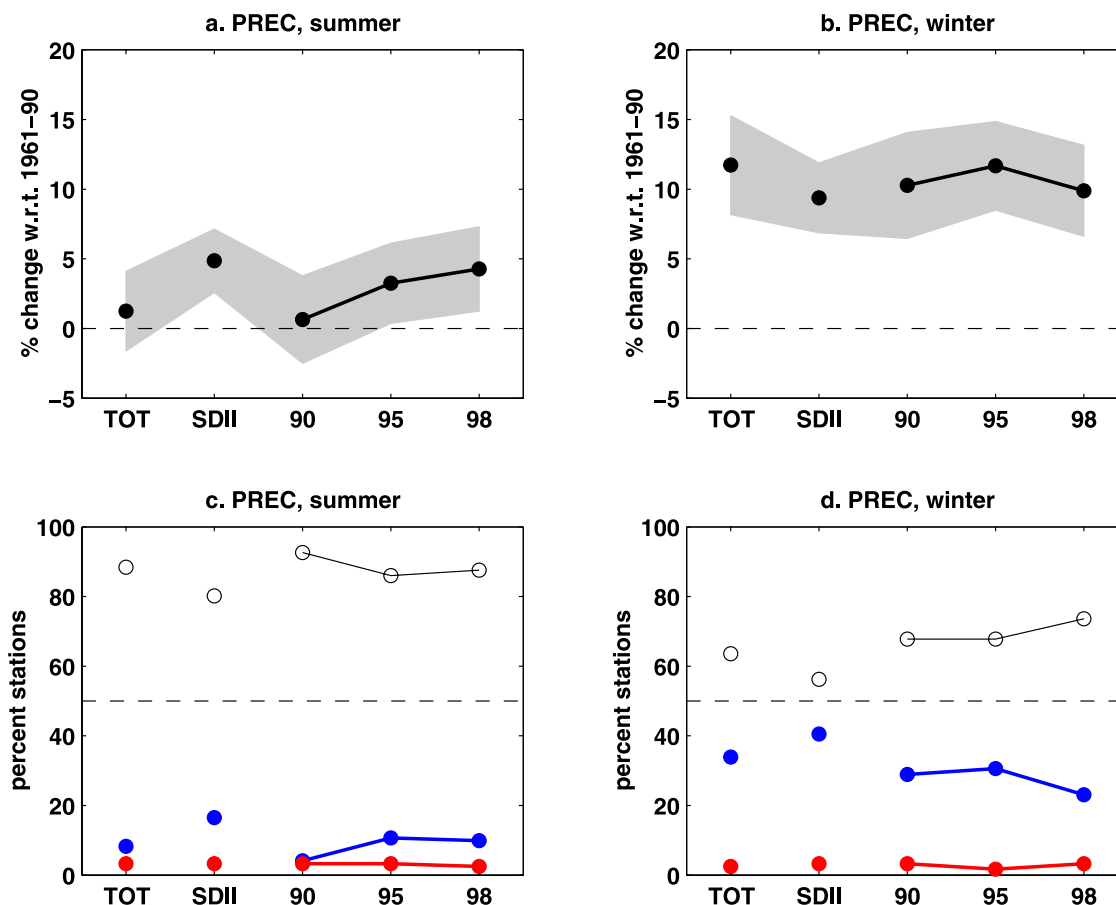 a. PREC, summer
% change w.r.t. 1961−90
20
15
10
5
0
−5
TOT SDII 90 95 98
b. PREC, winter
% change w.r.t. 1961−90
20
15
10
5
0
−5
TOT SDII 90 95 98
c. PREC, summer
percent stations
100
80
60
40
20
0
TOT SDII 90 95 98
d. PREC, winter
percent stations
100
80
60
40
20
0
TOT SDII 90 95 98